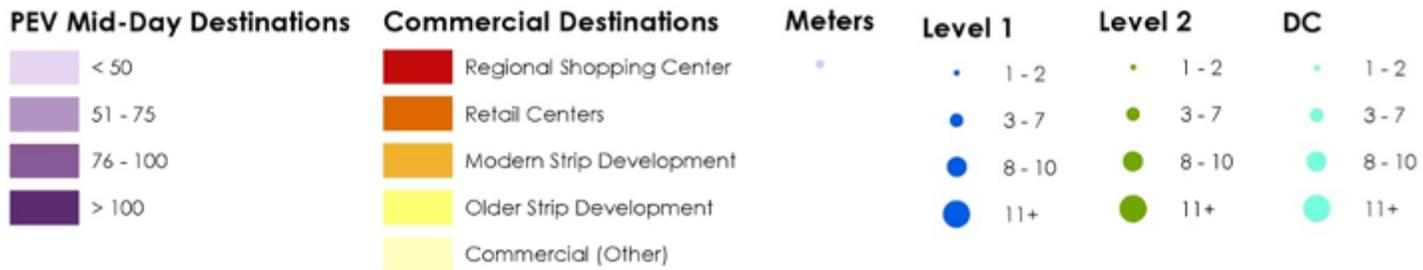 PEV Mid-Day Destinations
< 50
51 - 75
76 - 100
> 100
Commercial Destinations
Regional Shopping Center
Retail Centers
Modern Strip Development
Older Strip Development
Commercial (Other)
Meters
Level 1
1 - 2
3 - 7
8 - 10
11+
Level 2
1 - 2
3 - 7
8 - 10
11+
DC
1 - 2
3 - 7
8 - 10
11+